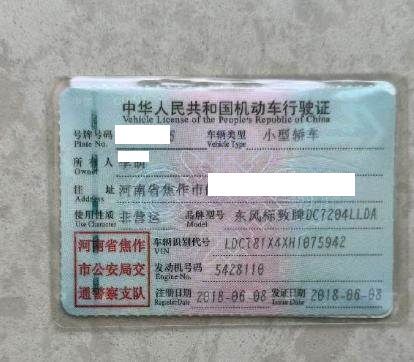 中华人民共和国机动车行驶证
Vehicle License of the People's Republic of China
号牌号码 车辆类型 小型轿车
Plate No. Vehicle Type
所有人
Owner
住址 河南省焦作市
Address
使用性质 非营运 品牌型号 东风标致牌DC7204LLDA
Use Character Model
河南省焦作 车辆识别代号 LDC781X4XH1075942
市公安局交 VIN
通警察支队 发动机号码 5428110
Engine No.
注册日期 2018-06-08 发证日期 2018-06-08
Register Date Issue Date